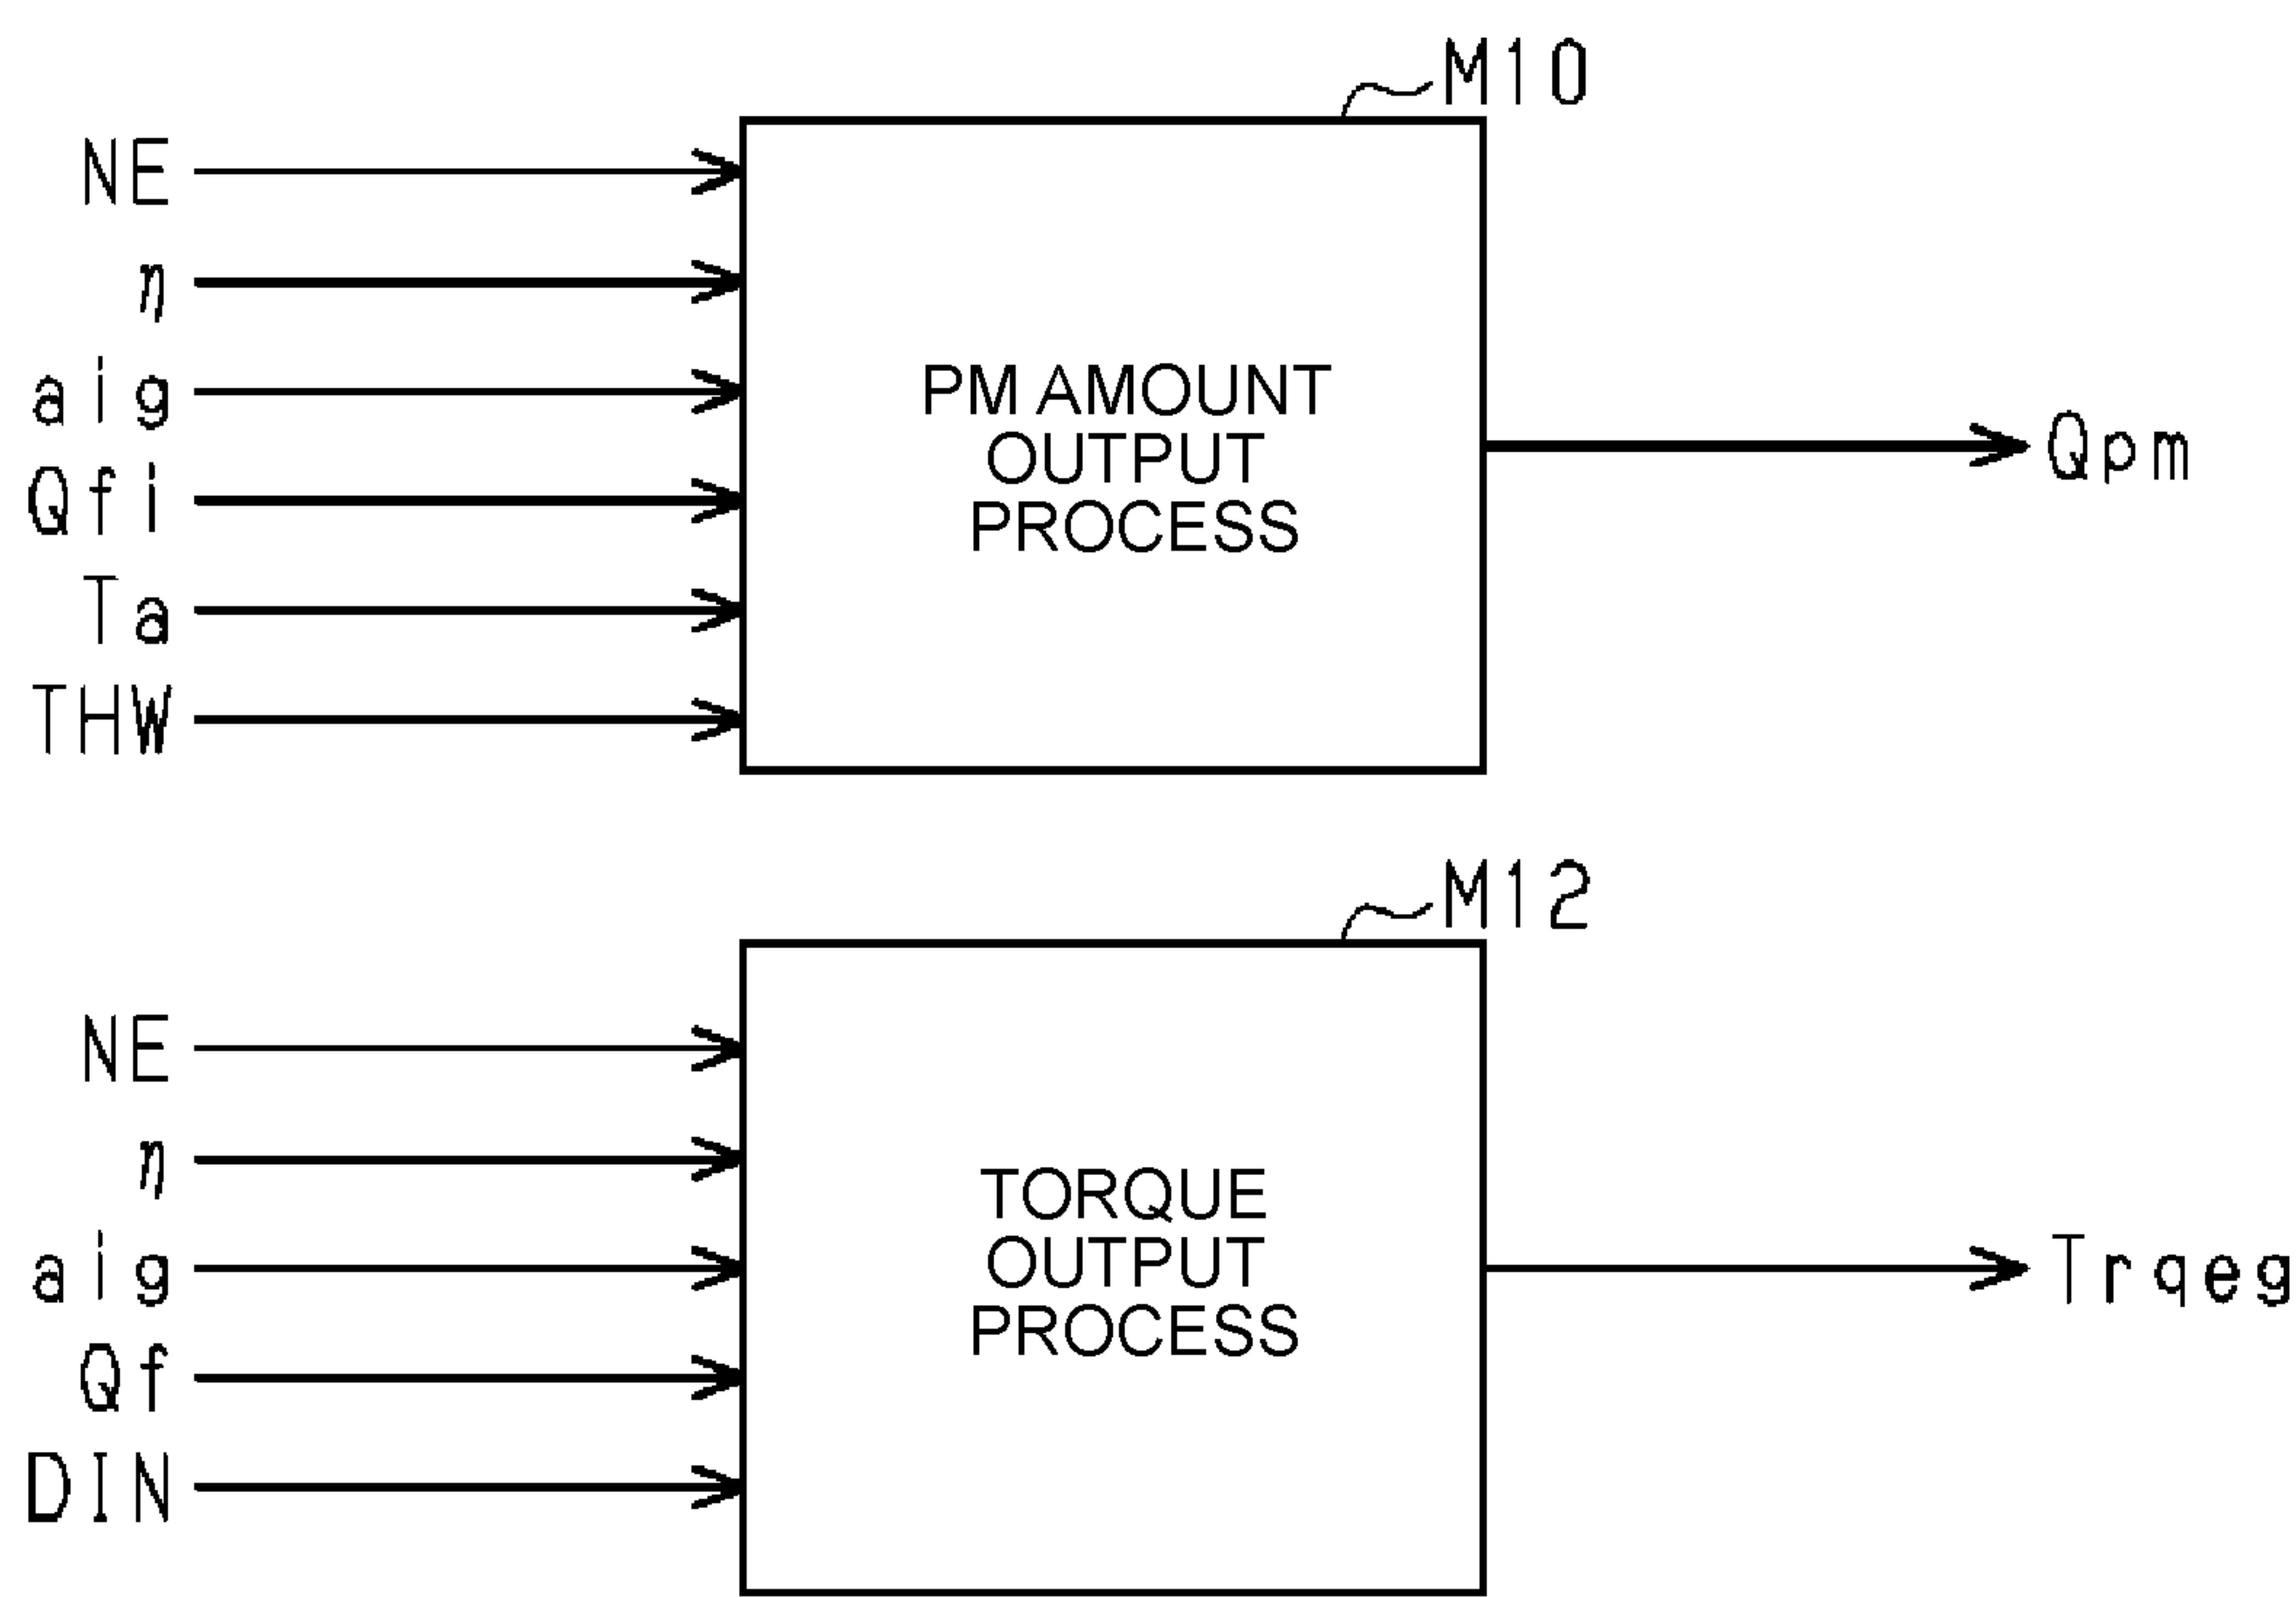 M10
NE
η
aig
Qfi
Ta
THW
PM AMOUNT
OUTPUT
PROCESS
Qpm
M12
NE
η
aig
Qf
DIN
TORQUE
OUTPUT
PROCESS
Trqeg